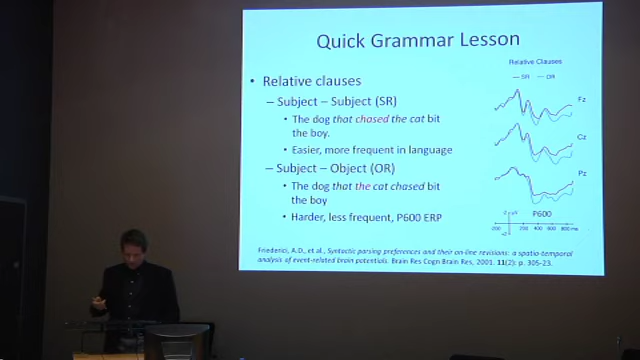 Quick Grammar Lesson
• Relative clauses
– Subject – Subject (SR)
• The dog that chased the cat bit
the boy.
• Easier, more frequent in language
– Subject – Object (OR)
• The dog that the cat chased bit
the boy
• Harder, less frequent, P600 ERP
Relative Clauses
— SR — OR
Fz
Cz
Pz
-2 µV
+2
P600
-200 200 400 600 800 ms
Friederici, A.D., et al., Syntactic parsing preferences and their on-line revisions: a spatio-temporal
analysis of event-related brain potentials. Brain Res Cogn Brain Res, 2001. 11(2): p. 305-23.